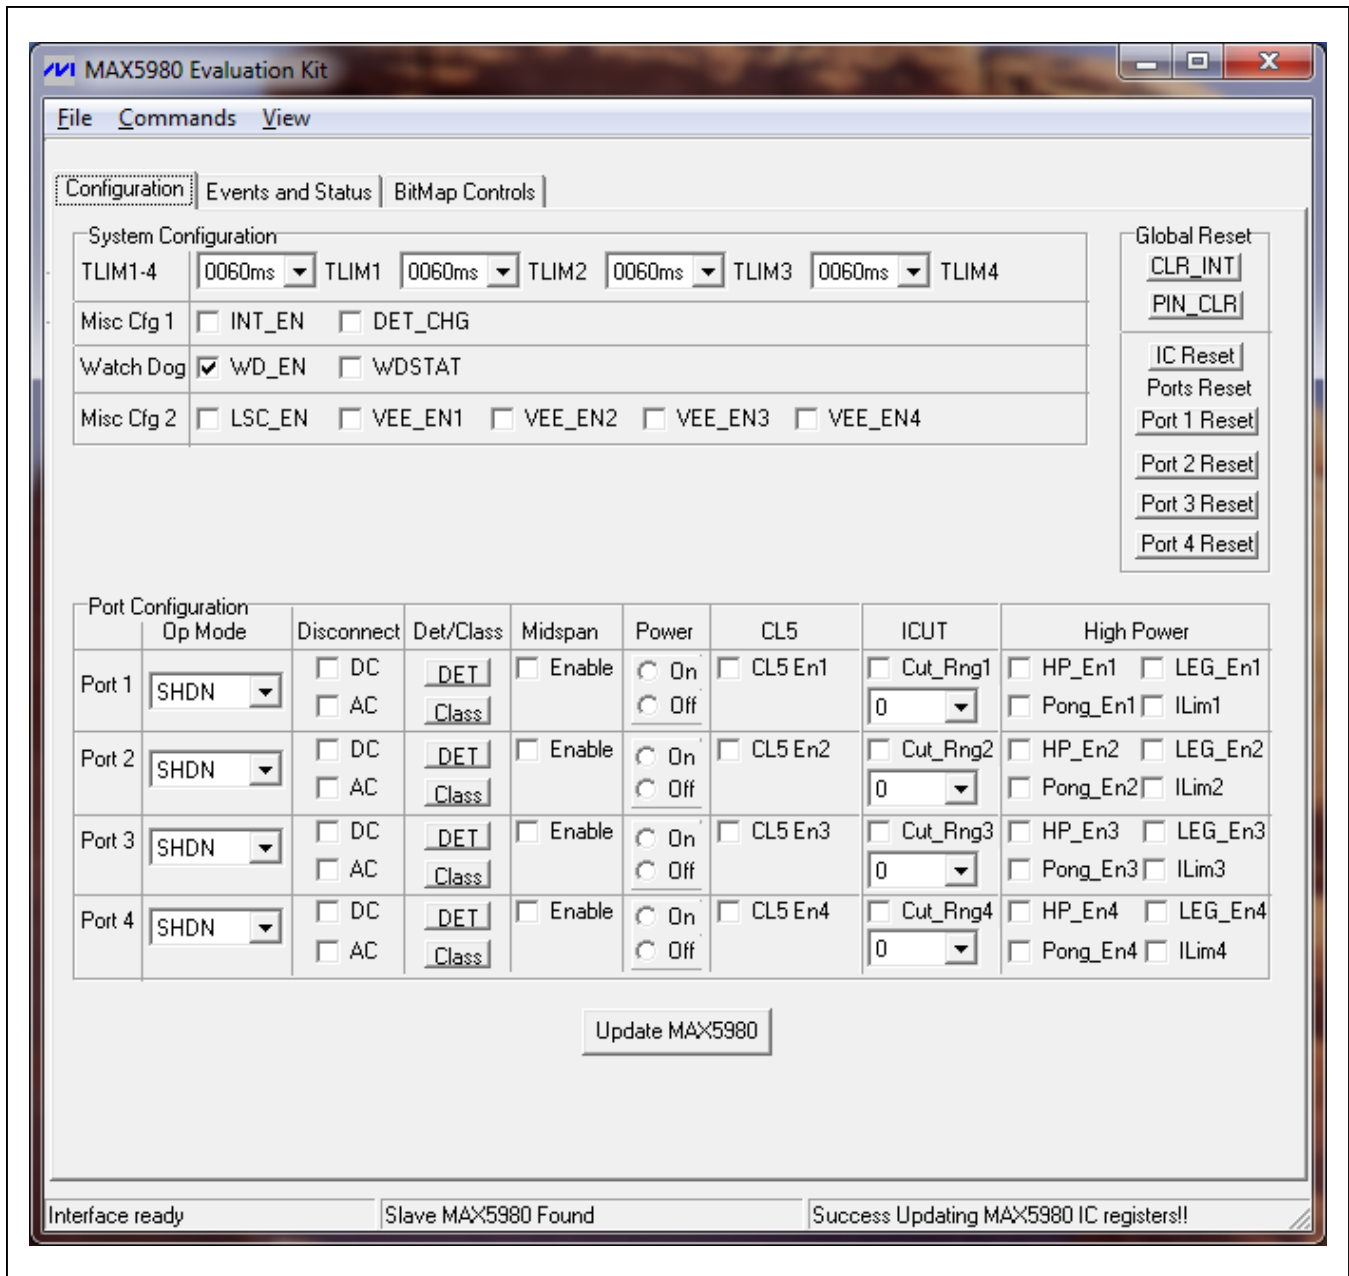 MAX5980 Evaluation Kit
File Commands View
Configuration Events and Status BitMap Controls
System Configuration
TLIM1-4 0060ms TLIM1 0060ms TLIM2 0060ms TLIM3 0060ms TLIM4
Misc Cfg 1 INT_EN DET_CHG
Watch Dog WD_EN WDSTAT
Misc Cfg 2 LSC_EN VEE_EN1 VEE_EN2 VEE_EN3 VEE_EN4
Global Reset
CLR_INT
PIN_CLR
IC Reset
Ports Reset
Port 1 Reset
Port 2 Reset
Port 3 Reset
Port 4 Reset
Port Configuration
Op Mode Disconnect Det/Class Midspan Power CL5 ICUT High Power
Port 1 SHDN DC DET Enable On CL5 En1 Cut_Rng1 HP_En1 LEG_En1
AC Class Off 0 Pong_En1 ILim1
Port 2 SHDN DC DET Enable On CL5 En2 Cut_Rng2 HP_En2 LEG_En2
AC Class Off 0 Pong_En2 ILim2
Port 3 SHDN DC DET Enable On CL5 En3 Cut_Rng3 HP_En3 LEG_En3
AC Class Off 0 Pong_En3 ILim3
Port 4 SHDN DC DET Enable On CL5 En4 Cut_Rng4 HP_En4 LEG_En4
AC Class Off 0 Pong_En4 ILim4
Update MAX5980
Interface ready Slave MAX5980 Found Success Updating MAX5980 IC registers!!